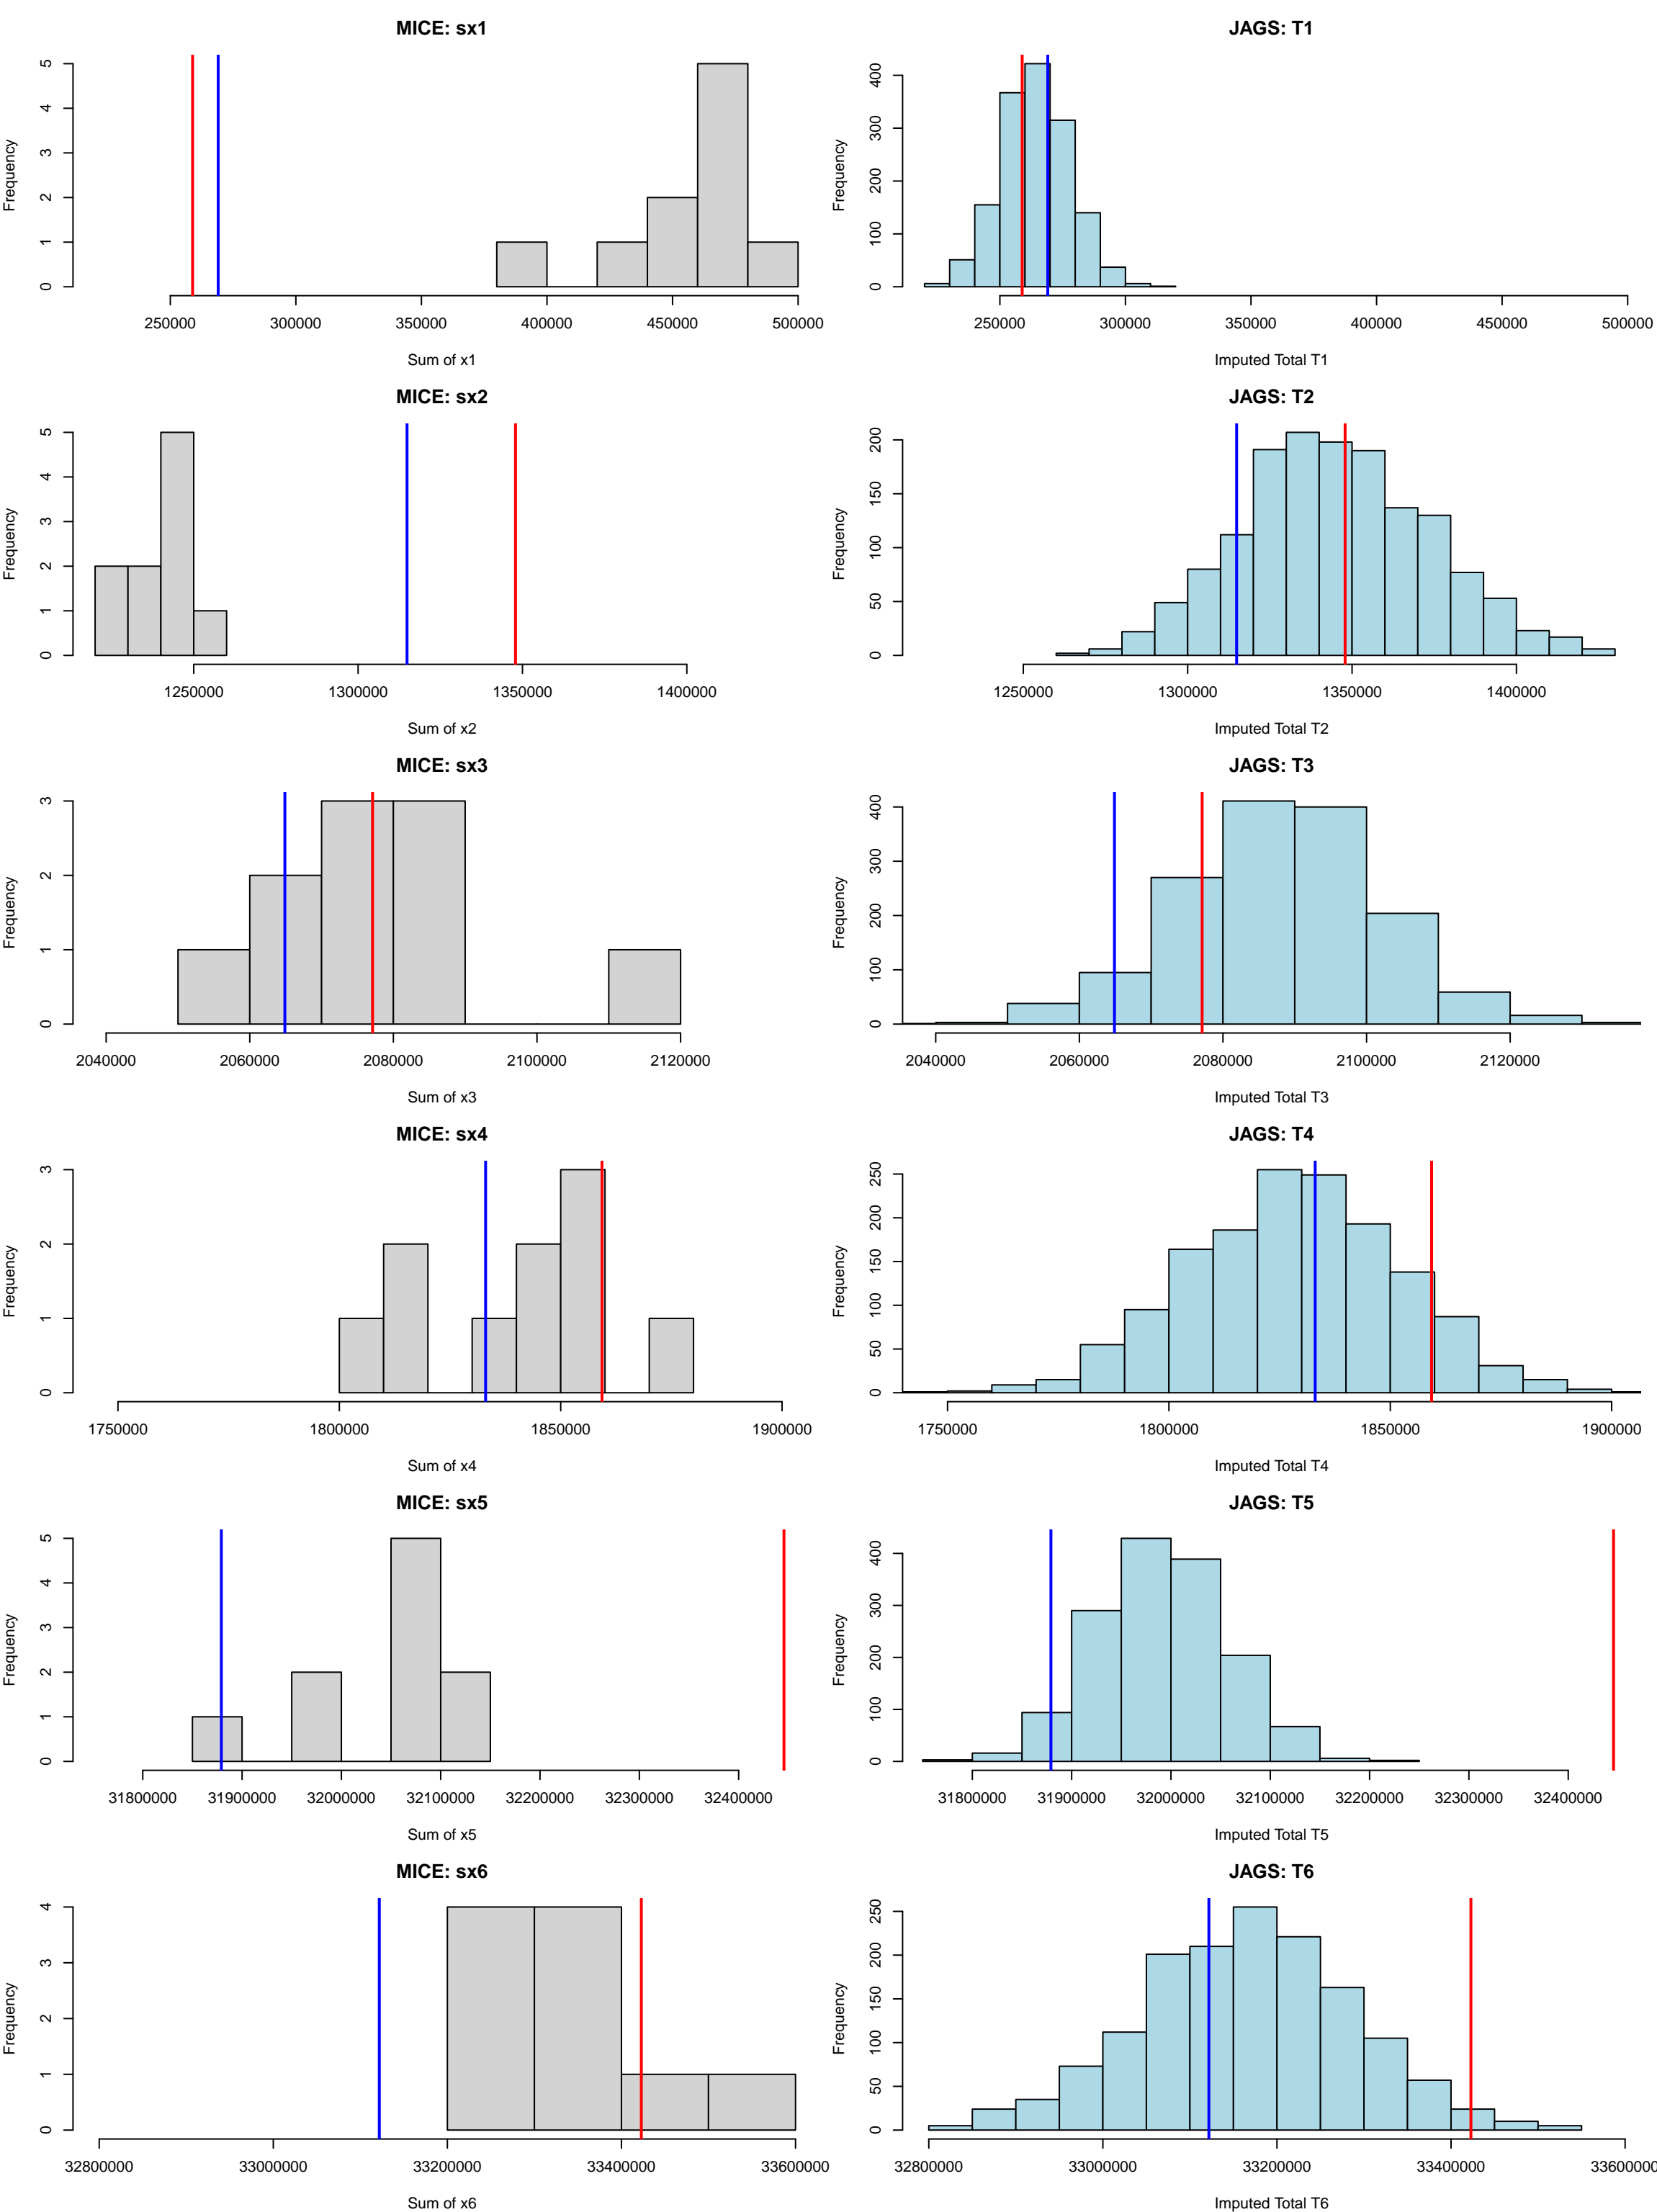 MICE: sx1
Frequency
0 1 2 3 4 5
250000 300000 350000 400000 450000 500000
Sum of x1
JAGS: T1
Frequency
0 100 200 300 400
250000 300000 350000 400000 450000 500000
Imputed Total T1
MICE: sx2
Frequency
0 1 2 3 4 5
1250000 1300000 1350000 1400000
Sum of x2
JAGS: T2
Frequency
0 50 100 150 200
1250000 1300000 1350000 1400000
Imputed Total T2
MICE: sx3
Frequency
0 1 2 3
2040000 2060000 2080000 2100000 2120000
Sum of x3
JAGS: T3
Frequency
0 100 200 300 400
2040000 2060000 2080000 2100000 2120000
Imputed Total T3
MICE: sx4
Frequency
0 1 2 3
1750000 1800000 1850000 1900000
Sum of x4
JAGS: T4
Frequency
0 50 100 150 200 250
1750000 1800000 1850000 1900000
Imputed Total T4
MICE: sx5
Frequency
0 1 2 3 4 5
31800000 31900000 32000000 32100000 32200000 32300000 32400000
Sum of x5
JAGS: T5
Frequency
0 100 200 300 400
31800000 31900000 32000000 32100000 32200000 32300000 32400000
Imputed Total T5
MICE: sx6
Frequency
0 1 2 3 4
32800000 33000000 33200000 33400000 33600000
Sum of x6
JAGS: T6
Frequency
0 50 100 150 200 250
32800000 33000000 33200000 33400000 33600000
Imputed Total T6